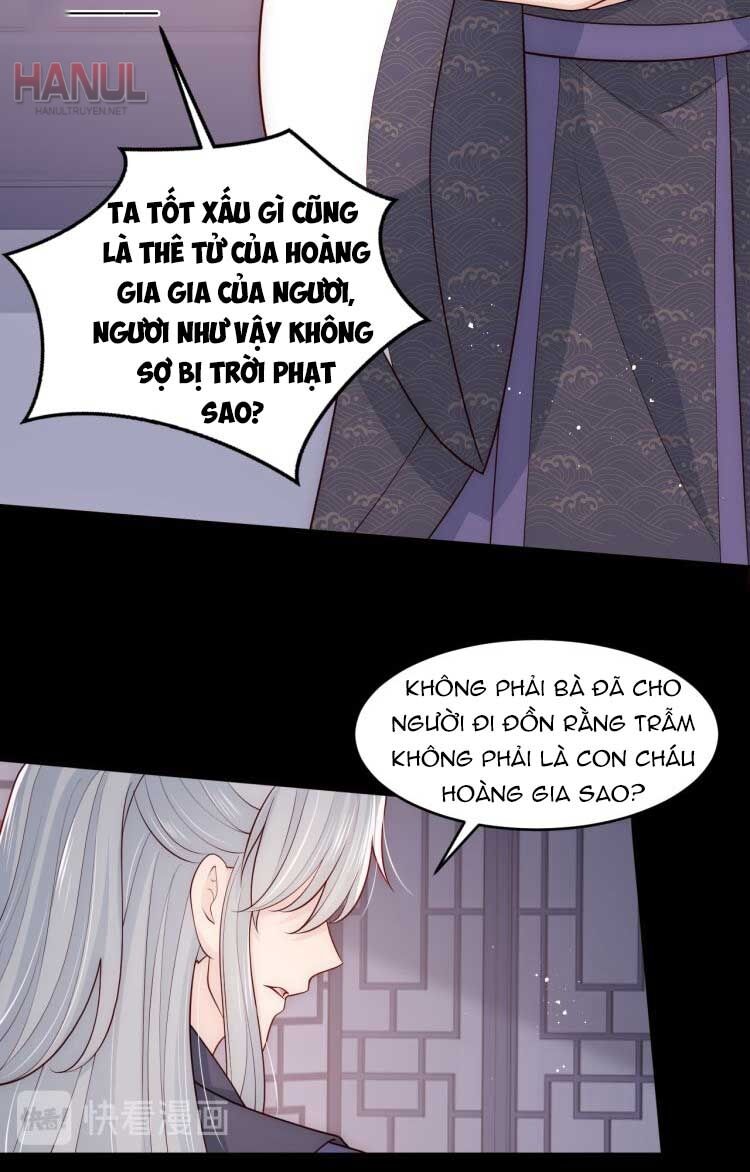 HANUL
HANULTRUYEN.NET
TA TỐT XẤU GÌ CŨNG
LÀ THÊ TỬ CỦA HOÀNG
GIA GIA CỦA NGƯƠI,
NGƯƠI NHƯ VẬY KHÔNG
SỢ BỊ TRỜI PHẠT
SAO?
KHÔNG PHẢI BÀ ĐÃ CHO
NGƯỜI ĐI ĐỒN RẰNG TRẪM
KHÔNG PHẢI LÀ CON CHÁU
HOÀNG GIA SAO?
快看! 快看漫画